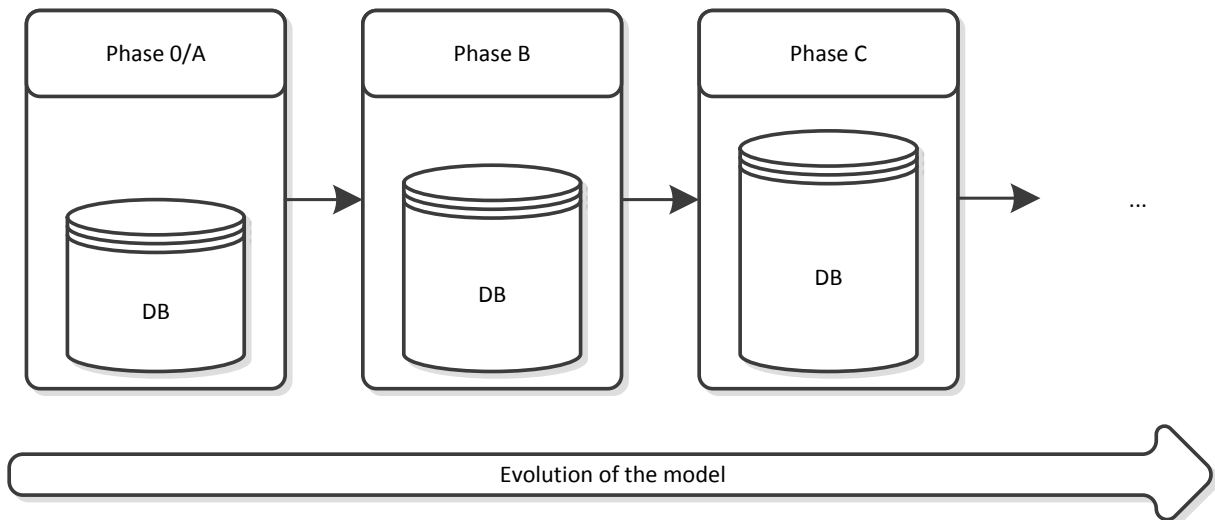 Phase 0/A
Phase B
Phase C
...
DB
DB
DB
Evolution of the model